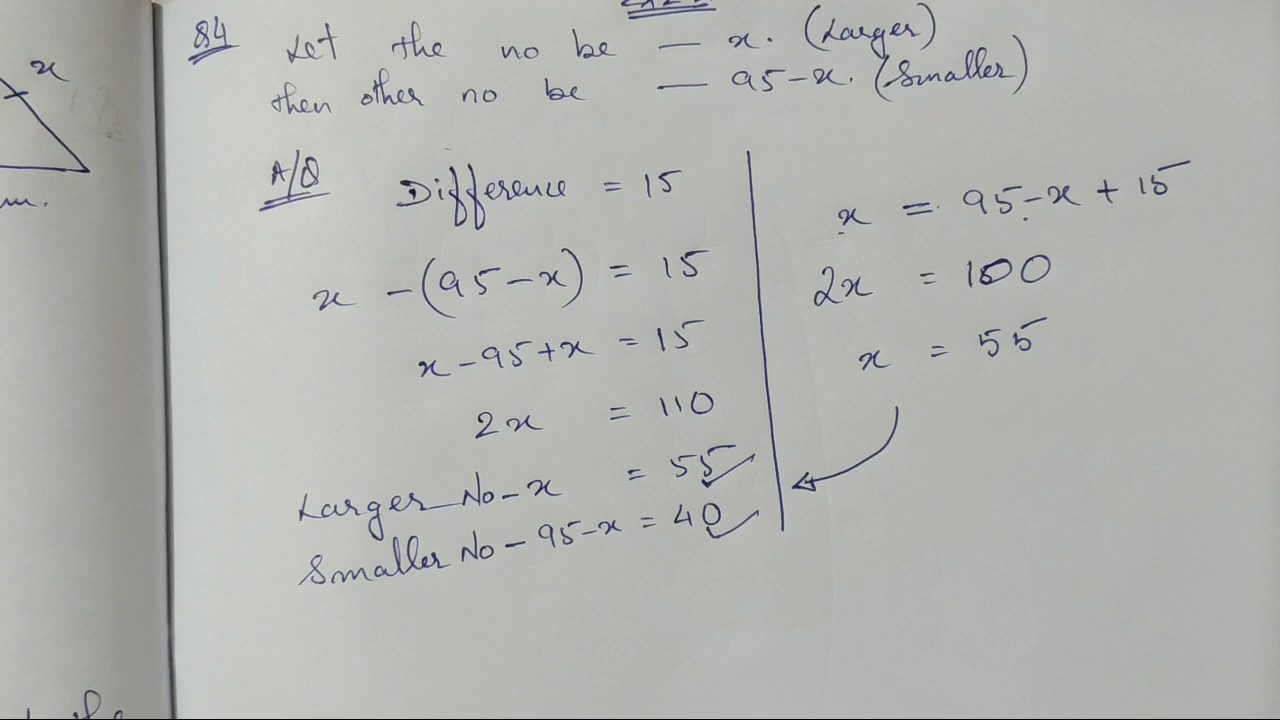 84 Let the no be — x. (Larger)
then other no be — 95-x. (Smaller)
A/Q Difference = 15
x - (95-x) = 15
x - 95 + x = 15
2x = 110
Larger No - x = 55
Smaller No - 95-x = 40
x = 95-x + 15
2x = 100
x = 55
x
m.